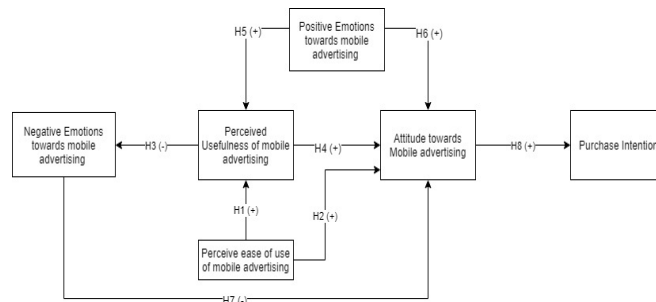 Positive Emotions
towards mobile
advertising
H5 (+)
H6 (+)
Negative Emotions
towards mobile
advertising
H3 (-)
Perceived
Usefulness of mobile
advertising
H4 (+)
Attitude towards
Mobile advertising
H8 (+)
Purchase Intention
H1 (+)
H2 (+)
Perceive ease of use
of mobile advertising
H7 (-)